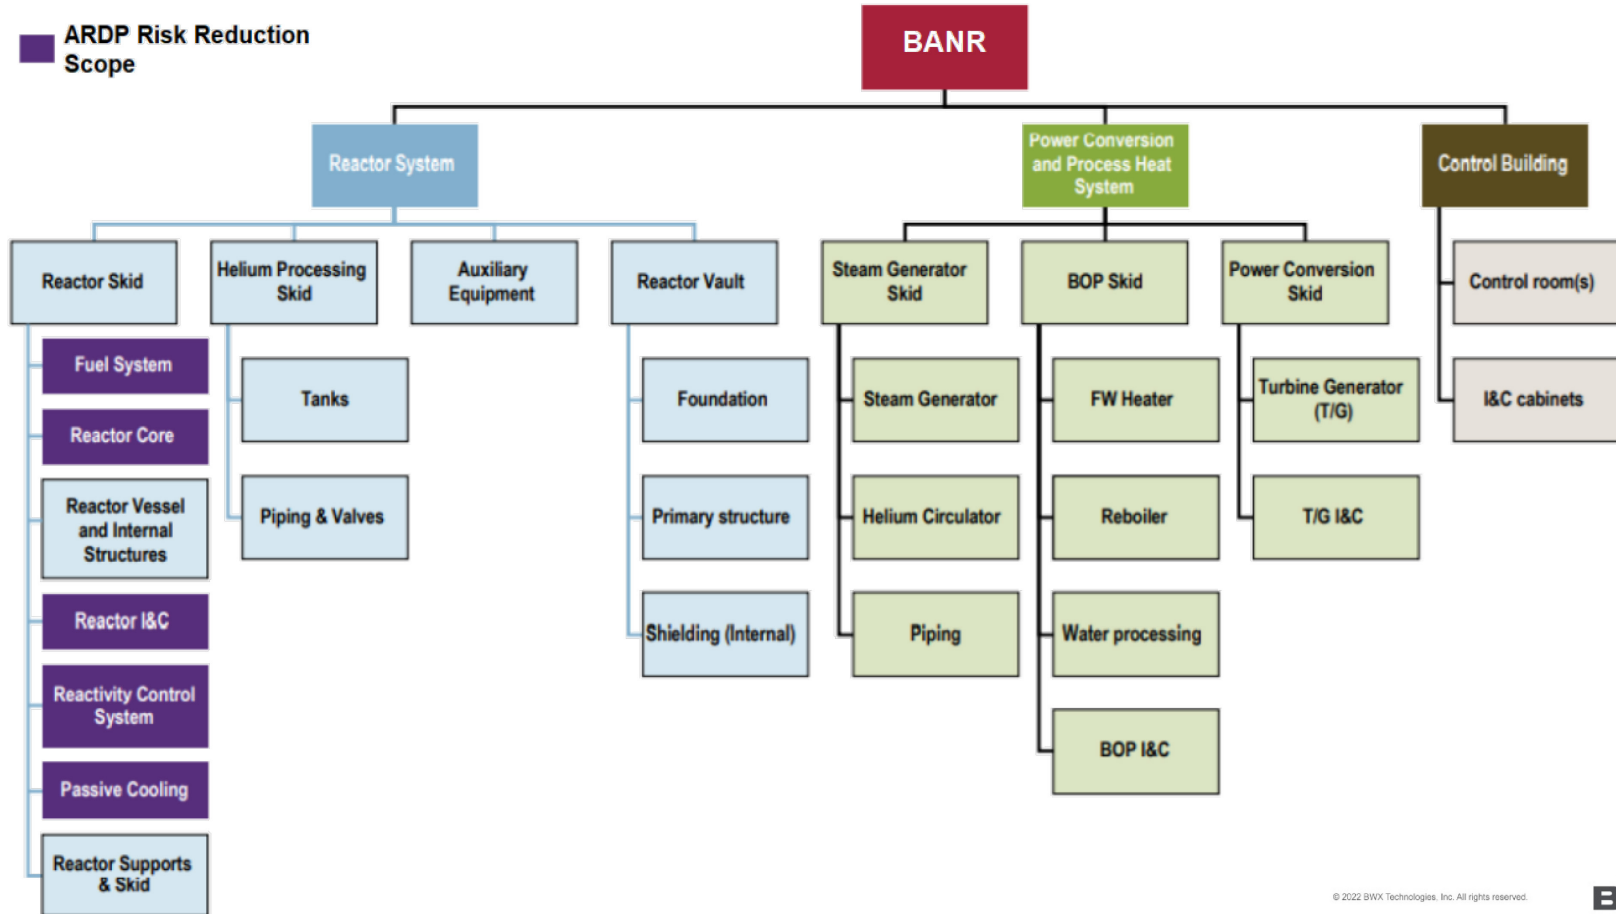 ARDP Risk Reduction
Scope
BANR
Reactor System
Power Conversion
and Process Heat
System
Control Building
Reactor Skid
Helium Processing
Skid
Auxiliary
Equipment
Reactor Vault
Steam Generator
Skid
BOP Skid
Power Conversion
Skid
Control room(s)
I&C cabinets
Fuel System
Reactor Core
Reactor Vessel
and Internal
Structures
Reactor I&C
Reactivity Control
System
Passive Cooling
Reactor Supports
& Skid
Tanks
Piping & Valves
Foundation
Primary structure
Shielding (Internal)
Steam Generator
Helium Circulator
Piping
FW Heater
Reboiler
Water processing
BOP I&C
Turbine Generator
(T/G)
T/G I&C
© 2022 BWX Technologies, Inc. All rights reserved.
B